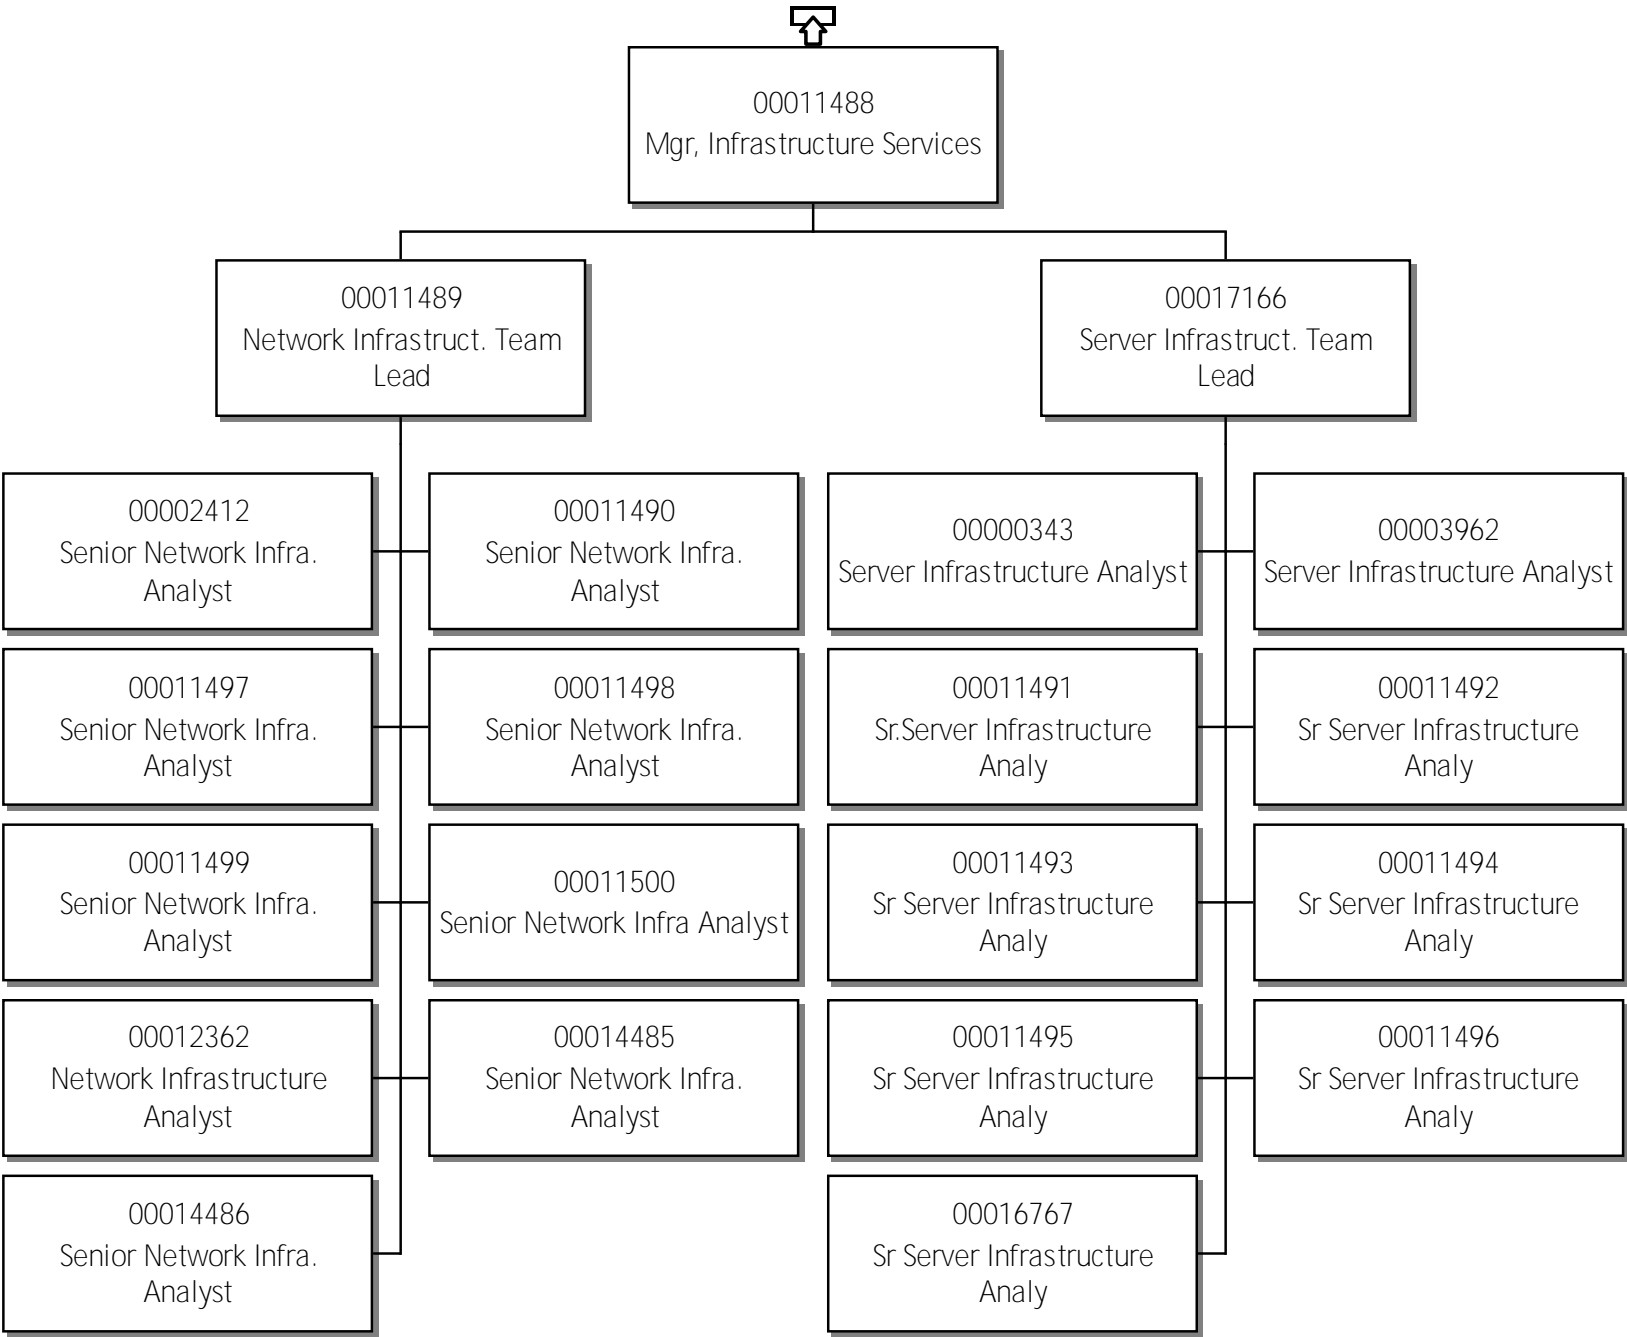 00011488
Mgr, Infrastructure Services
00011489
Network Infrastruct. Team
Lead
00017166
Server Infrastruct. Team
Lead
00002412
Senior Network Infra.
Analyst
00011490
Senior Network Infra.
Analyst
00000343
Server Infrastructure Analyst
00003962
Server Infrastructure Analyst
00011497
Senior Network Infra.
Analyst
00011498
Senior Network Infra.
Analyst
00011491
Sr.Server Infrastructure
Analy
00011492
Sr Server Infrastructure
Analy
00011499
Senior Network Infra.
Analyst
00011500
Senior Network Infra Analyst
00011493
Sr Server Infrastructure
Analy
00011494
Sr Server Infrastructure
Analy
00012362
Network Infrastructure
Analyst
00014485
Senior Network Infra.
Analyst
00011495
Sr Server Infrastructure
Analy
00011496
Sr Server Infrastructure
Analy
00014486
Senior Network Infra.
Analyst
00016767
Sr Server Infrastructure
Analy